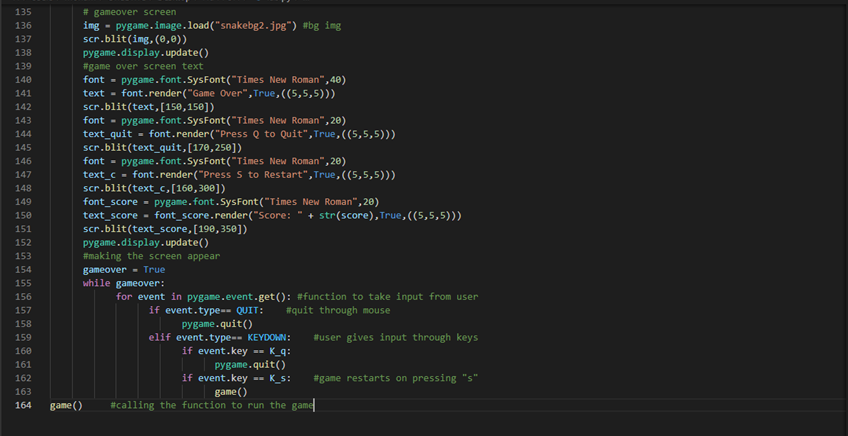 135 # gameover screen
136 img = pygame.image.load("snakebg2.jpg") #bg img
137 scr.blit(img,(0,0))
138 pygame.display.update()
139 #game over screen text
140 font = pygame.font.SysFont("Times New Roman",40)
141 text = font.render("Game Over",True,((5,5,5)))
142 scr.blit(text,[150,150])
143 font = pygame.font.SysFont("Times New Roman",20)
144 text_quit = font.render("Press Q to Quit",True,((5,5,5)))
145 scr.blit(text_quit,[170,250])
146 font = pygame.font.SysFont("Times New Roman",20)
147 text_c = font.render("Press S to Restart",True,((5,5,5)))
148 scr.blit(text_c,[160,300])
149 font_score = pygame.font.SysFont("Times New Roman",20)
150 text_score = font_score.render("Score: " + str(score),True,((5,5,5)))
151 scr.blit(text_score,[190,350])
152 pygame.display.update()
153 #making the screen appear
154 gameover = True
155 while gameover:
156 for event in pygame.event.get(): #function to take input from user
157 if event.type== QUIT: #quit through mouse
158 pygame.quit()
159 elif event.type== KEYDOWN: #user gives input through keys
160 if event.key == K_q:
161 pygame.quit()
162 if event.key == K_s: #game restarts on pressing "s"
163 game()
164 game() #calling the function to run the game